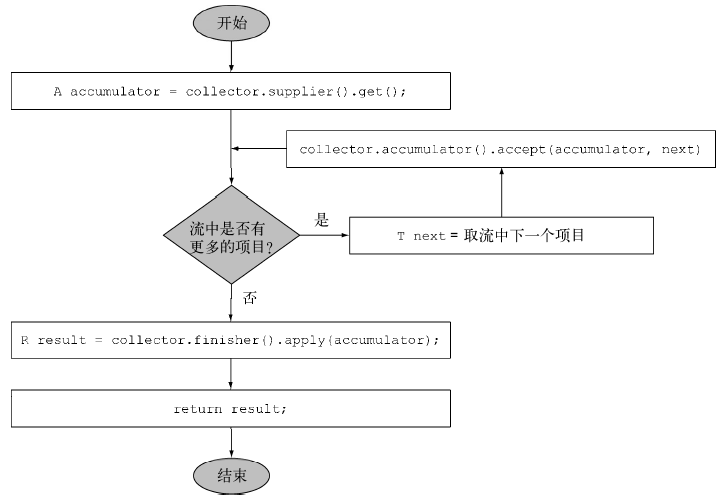 开始
A accumulator = collector.supplier().get();
collector.accumulator().accept(accumulator, next)
流中是否有
更多的项目?
是
T next = 取流中下一个项目
否
R result = collector.finisher().apply(accumulator);
return result;
结束